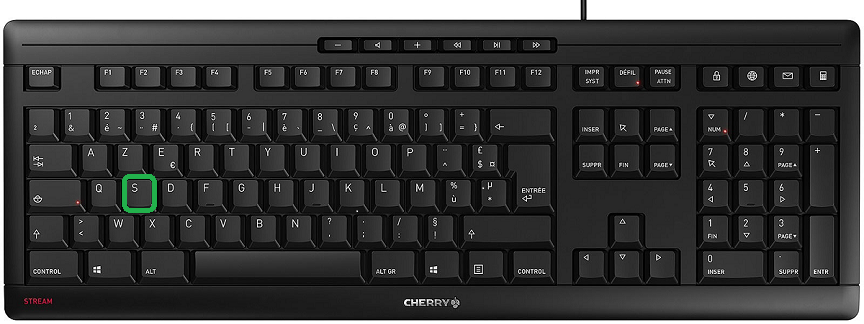 ECHAP F1 F2 F3 F4 F5 F6 F7 F8 F9 F10 F11 F12 IMPR SYST DÉFIL PAUSE ATTN
² 1 & 2 é ~ 3 " # 4 ' { 5 ( [ 6 - | 7 è ` 8 _ \ 9 ç ^ 0 à @ ° ) ] + = } INSER PAGE NUM / * -
A Z E € R T Y U I O P ¨ ^ £ $ ¤ SUPPR FIN PAGE 7 8 9 PAGE +
Q S D F G H J K L M % ù µ * ENTRÉE 4 5 6
> < W X C V B N ? , . ; / : § ! 1 FIN 2 3 PAGE
CONTROL ALT ALT GR CONTROL 0 INSER . SUPPR ENTR
STREAM CHERRY